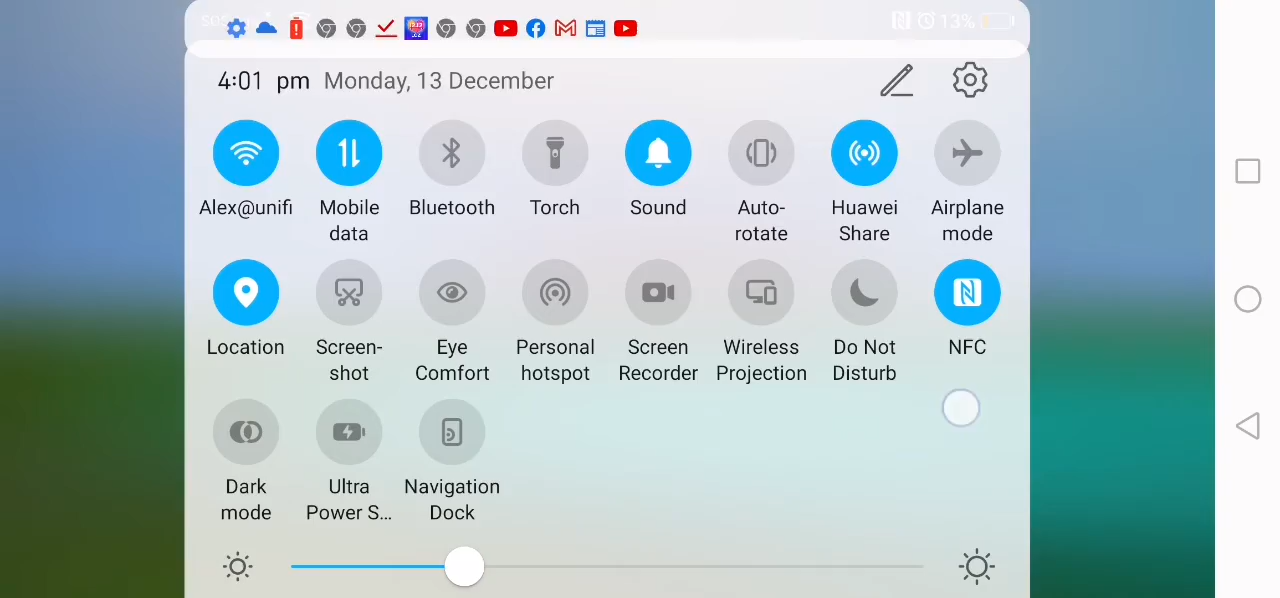 SOS
13%
4:01 pm Monday, 13 December
Alex@unifi
Mobile data
Bluetooth
Torch
Sound
Auto-rotate
Huawei Share
Airplane mode
Location
Screen-shot
Eye Comfort
Personal hotspot
Screen Recorder
Wireless Projection
Do Not Disturb
NFC
Dark mode
Ultra Power S...
Navigation Dock